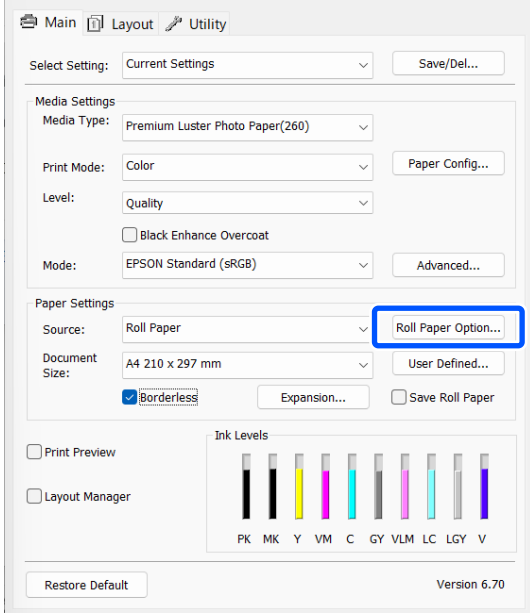 Main Layout Utility
Select Setting: Current Settings Save/Del...
Media Settings
Media Type: Premium Luster Photo Paper(260)
Print Mode: Color Paper Config...
Level: Quality
Black Enhance Overcoat
Mode: EPSON Standard (sRGB) Advanced...
Paper Settings
Source: Roll Paper Roll Paper Option...
Document
Size: A4 210 x 297 mm User Defined...
Borderless Expansion... Save Roll Paper
Ink Levels
Print Preview
Layout Manager
PK MK Y VM C GY VLM LC LGY V
Restore Default Version 6.70